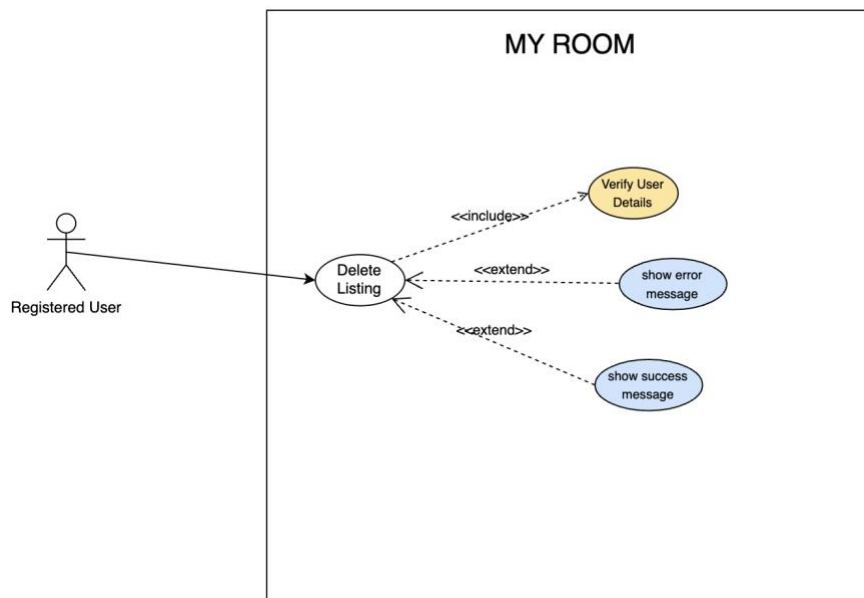 MY ROOM
Verify User
Details
<<include>>
Delete
Listing
<<extend>>
show error
message
Registered User
<<extend>>
show success
message